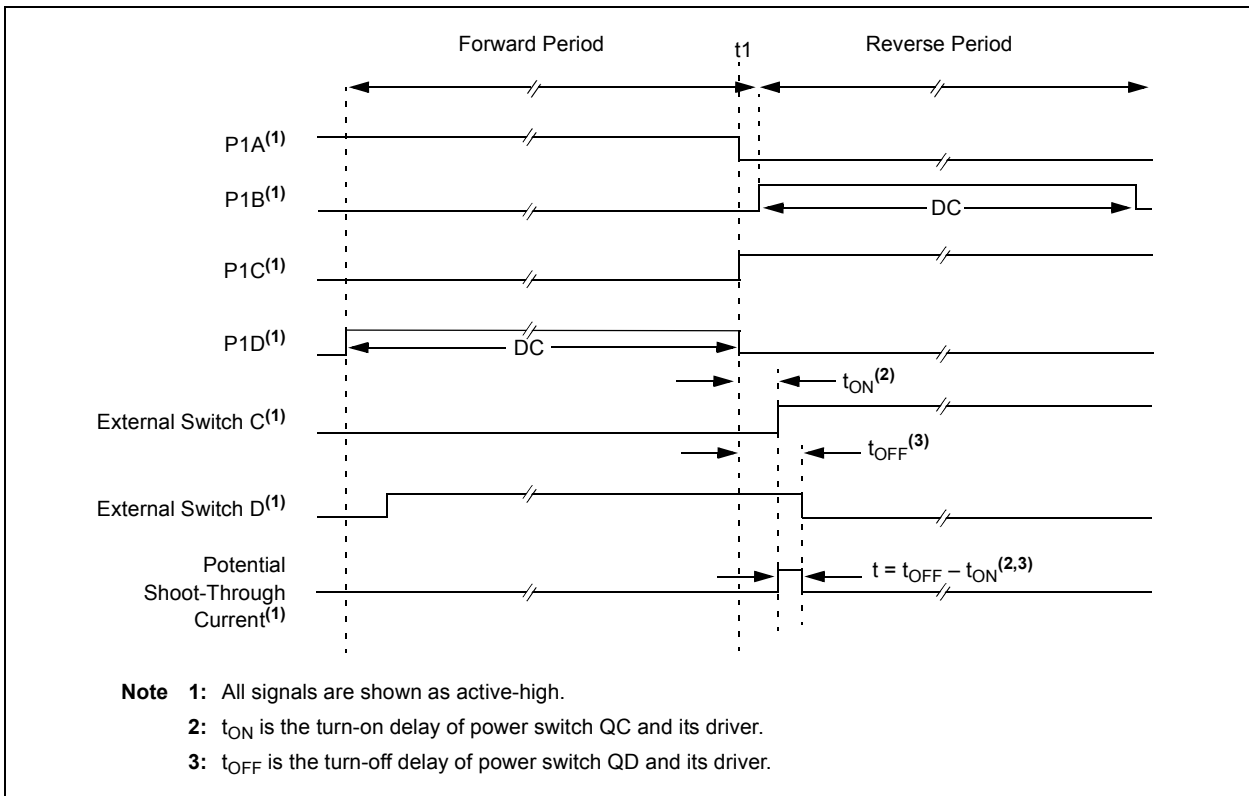 Forward Period
t1
Reverse Period
P1A(1)
P1B(1)
DC
P1C(1)
P1D(1)
DC
tON(2)
External Switch C(1)
tOFF(3)
External Switch D(1)
Potential
Shoot-Through
Current(1)
t = tOFF – tON(2,3)
Note 1: All signals are shown as active-high.
2: tON is the turn-on delay of power switch QC and its driver.
3: tOFF is the turn-off delay of power switch QD and its driver.